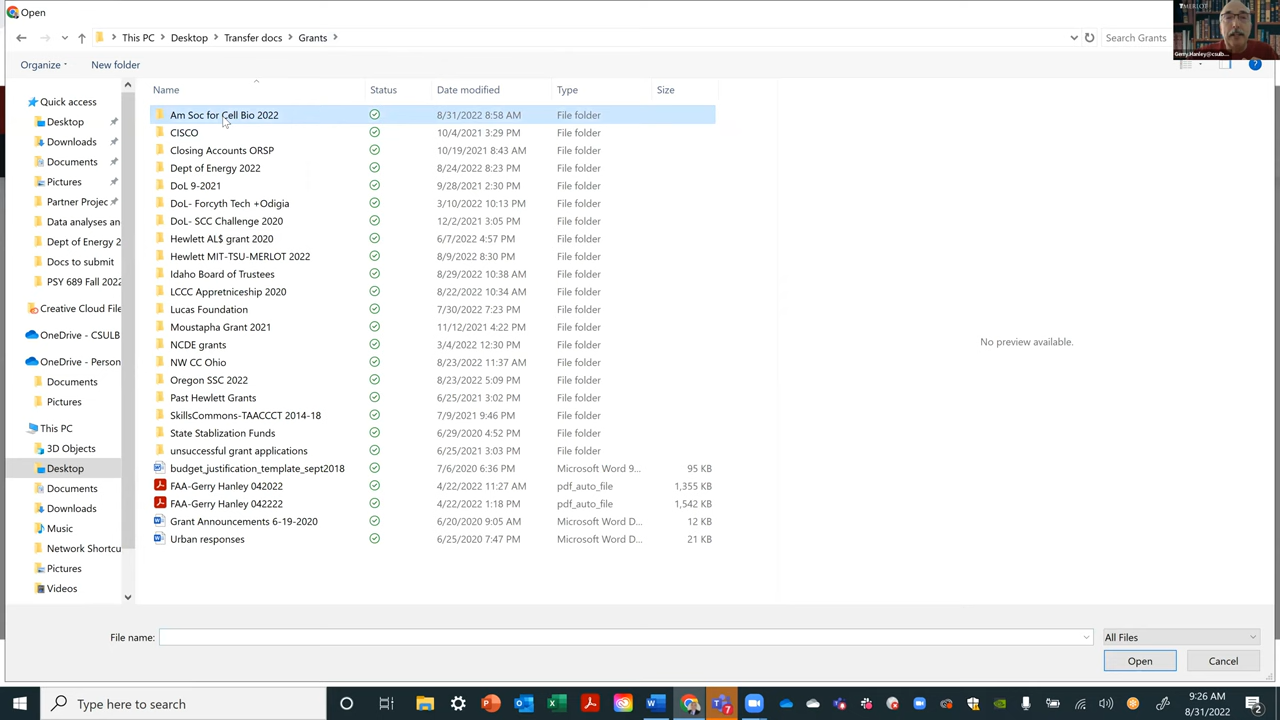 Open
MERLOT
Gerry.Hanley@csulb....
This PC > Desktop > Transfer docs > Grants >
Search Grants
Organize
New folder
?
Name Status Date modified Type Size
Quick access
Desktop
Downloads
Documents
Pictures
Partner Projec
Data analyses an
Dept of Energy 2
Docs to submit
PSY 689 Fall 2022
Creative Cloud File
OneDrive - CSULB
OneDrive - Person
Documents
Pictures
This PC
3D Objects
Desktop
Documents
Downloads
Music
Network Shortcu
Pictures
Videos
Am Soc for Cell Bio 2022 8/31/2022 8:58 AM File folder
CISCO 10/4/2021 3:29 PM File folder
Closing Accounts ORSP 10/19/2021 8:43 AM File folder
Dept of Energy 2022 8/24/2022 8:23 PM File folder
DoL 9-2021 9/28/2021 2:30 PM File folder
DoL- Forcyth Tech +Odigia 3/10/2022 10:13 PM File folder
DoL- SCC Challenge 2020 12/2/2021 3:05 PM File folder
Hewlett AL$ grant 2020 6/7/2022 4:57 PM File folder
Hewlett MIT-TSU-MERLOT 2022 8/9/2022 8:30 PM File folder
Idaho Board of Trustees 8/29/2022 10:38 AM File folder
LCCC Appretniceship 2020 8/22/2022 10:34 AM File folder
Lucas Foundation 7/30/2022 7:23 PM File folder
Moustapha Grant 2021 11/12/2021 4:22 PM File folder
NCDE grants 3/4/2022 12:30 PM File folder
NW CC Ohio 8/23/2022 11:37 AM File folder
Oregon SSC 2022 8/23/2022 5:09 PM File folder
Past Hewlett Grants 6/25/2021 3:02 PM File folder
SkillsCommons-TAACCCT 2014-18 7/9/2021 9:46 PM File folder
State Stablization Funds 6/29/2020 4:52 PM File folder
unsuccessful grant applications 6/25/2021 3:03 PM File folder
budget_justification_template_sept2018 7/6/2020 6:36 PM Microsoft Word 9... 95 KB
FAA-Gerry Hanley 042022 4/22/2022 11:27 AM pdf_auto_file 1,355 KB
FAA-Gerry Hanley 042222 4/22/2022 1:18 PM pdf_auto_file 1,542 KB
Grant Announcements 6-19-2020 6/20/2020 9:05 AM Microsoft Word D... 12 KB
Urban responses 6/25/2020 7:47 PM Microsoft Word D... 21 KB
No preview available.
File name:
All Files
Open Cancel
Type here to search
7
9:26 AM
8/31/2022
2